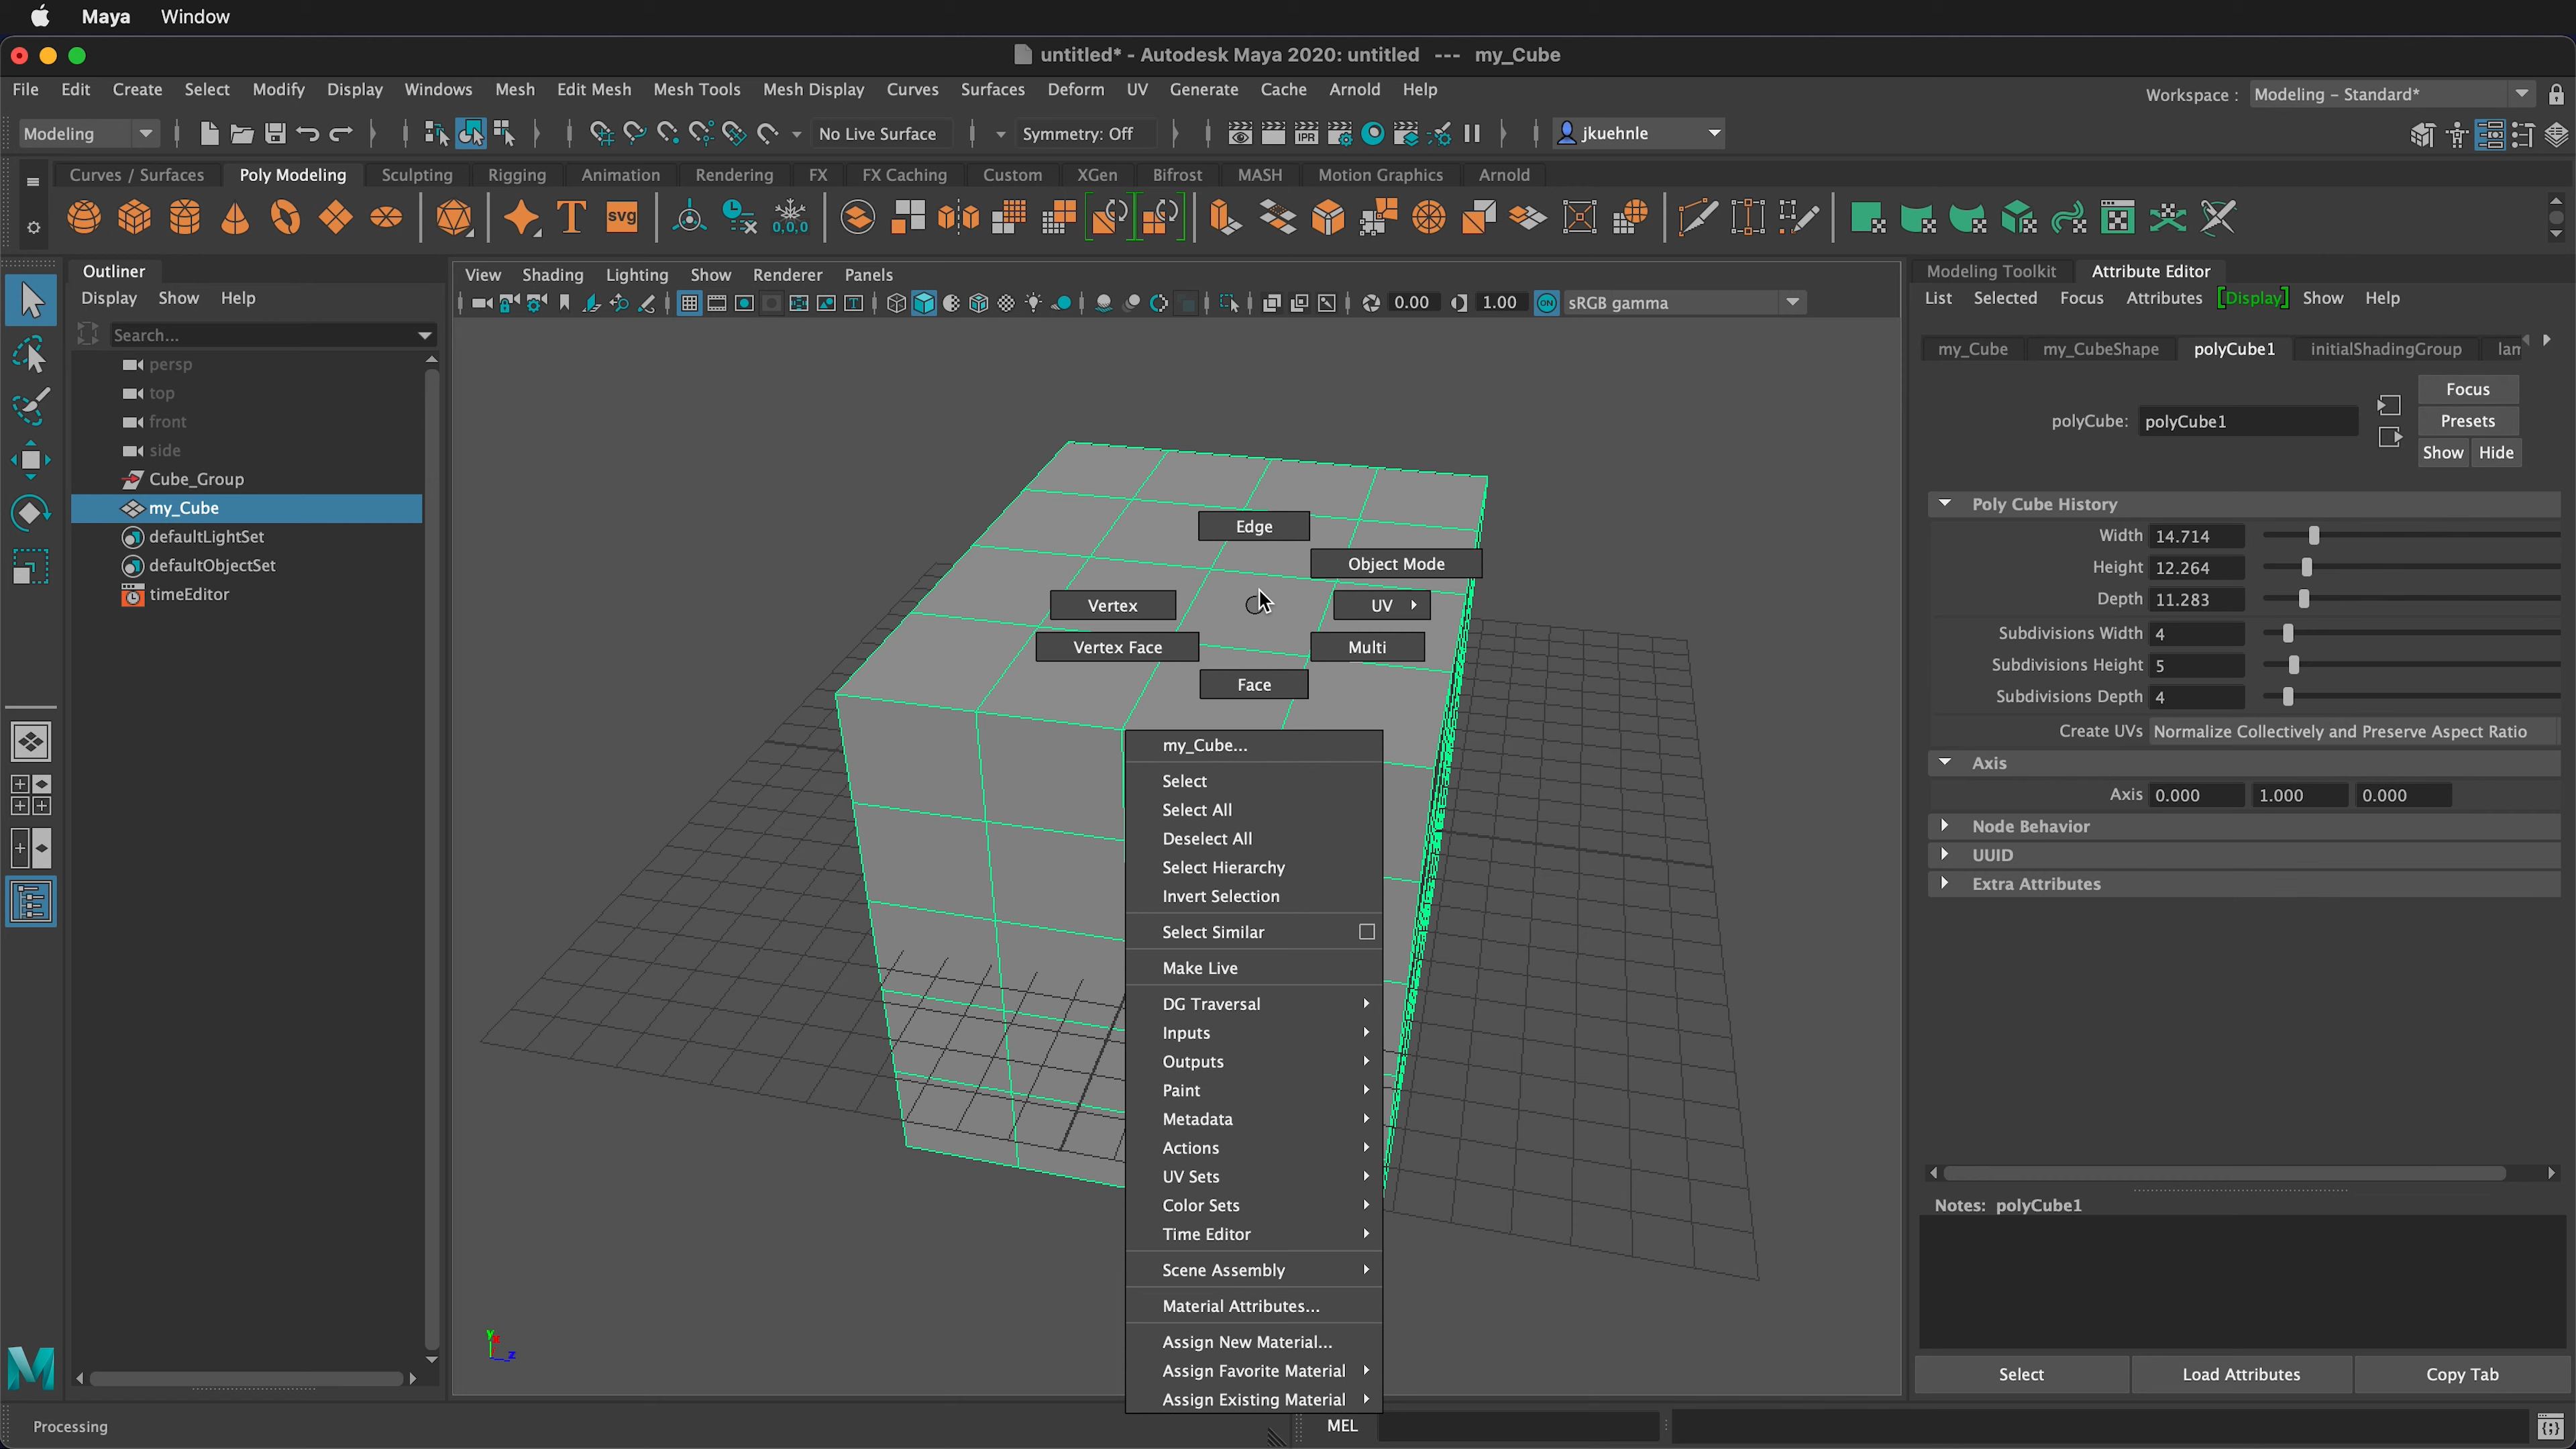 Maya Window
untitled* - Autodesk Maya 2020: untitled --- my_Cube
File Edit Create Select Modify Display Windows Mesh Edit Mesh Mesh Tools Mesh Display Curves Surfaces Deform UV Generate Cache Arnold Help
Workspace : Modeling - Standard*
Modeling
No Live Surface
Symmetry: Off
IPR
jkuehnle
Curves / Surfaces Poly Modeling Sculpting Rigging Animation Rendering FX FX Caching Custom XGen Bifrost MASH Motion Graphics Arnold
T
svg
0,0,0
Outliner
Display Show Help
Search...
persp
top
front
side
Cube_Group
my_Cube
defaultLightSet
defaultObjectSet
timeEditor
View Shading Lighting Show Renderer Panels
0.00
1.00
ON
sRGB gamma
Edge
Object Mode
Vertex
UV
Vertex Face
Multi
Face
my_Cube...
Select
Select All
Deselect All
Select Hierarchy
Invert Selection
Select Similar
Make Live
DG Traversal
Inputs
Outputs
Paint
Metadata
Actions
UV Sets
Color Sets
Time Editor
Scene Assembly
Material Attributes...
Assign New Material...
Assign Favorite Material
Assign Existing Material
y
z
Modeling Toolkit Attribute Editor
List Selected Focus Attributes [Display] Show Help
my_Cube my_CubeShape polyCube1 initialShadingGroup lam
Focus
polyCube: polyCube1
Presets
Show Hide
Poly Cube History
Width 14.714
Height 12.264
Depth 11.283
Subdivisions Width 4
Subdivisions Height 5
Subdivisions Depth 4
Create UVs Normalize Collectively and Preserve Aspect Ratio
Axis
Axis 0.000 1.000 0.000
Node Behavior
UUID
Extra Attributes
Notes: polyCube1
Select Load Attributes Copy Tab
Processing
MEL